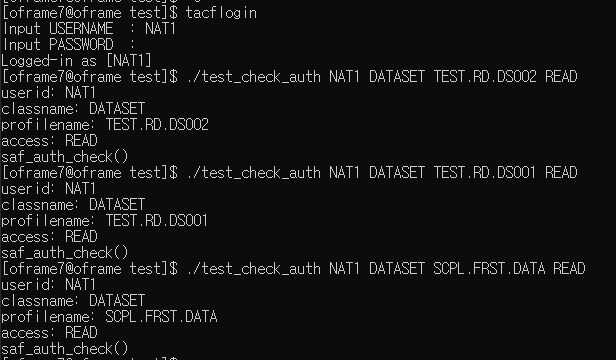 [oframe7@oframe test]$ tacflogin
Input USERNAME  : NAT1
Input PASSWORD  :
Logged-in as [NAT1]
[oframe7@oframe test]$ ./test_check_auth NAT1 DATASET TEST.RD.DS002 READ
userid: NAT1
classname: DATASET
profilename: TEST.RD.DS002
access: READ
saf_auth_check()
[oframe7@oframe test]$ ./test_check_auth NAT1 DATASET TEST.RD.DS001 READ
userid: NAT1
classname: DATASET
profilename: TEST.RD.DS001
access: READ
saf_auth_check()
[oframe7@oframe test]$ ./test_check_auth NAT1 DATASET SCPL.FRST.DATA READ
userid: NAT1
classname: DATASET
profilename: SCPL.FRST.DATA
access: READ
saf_auth_check()